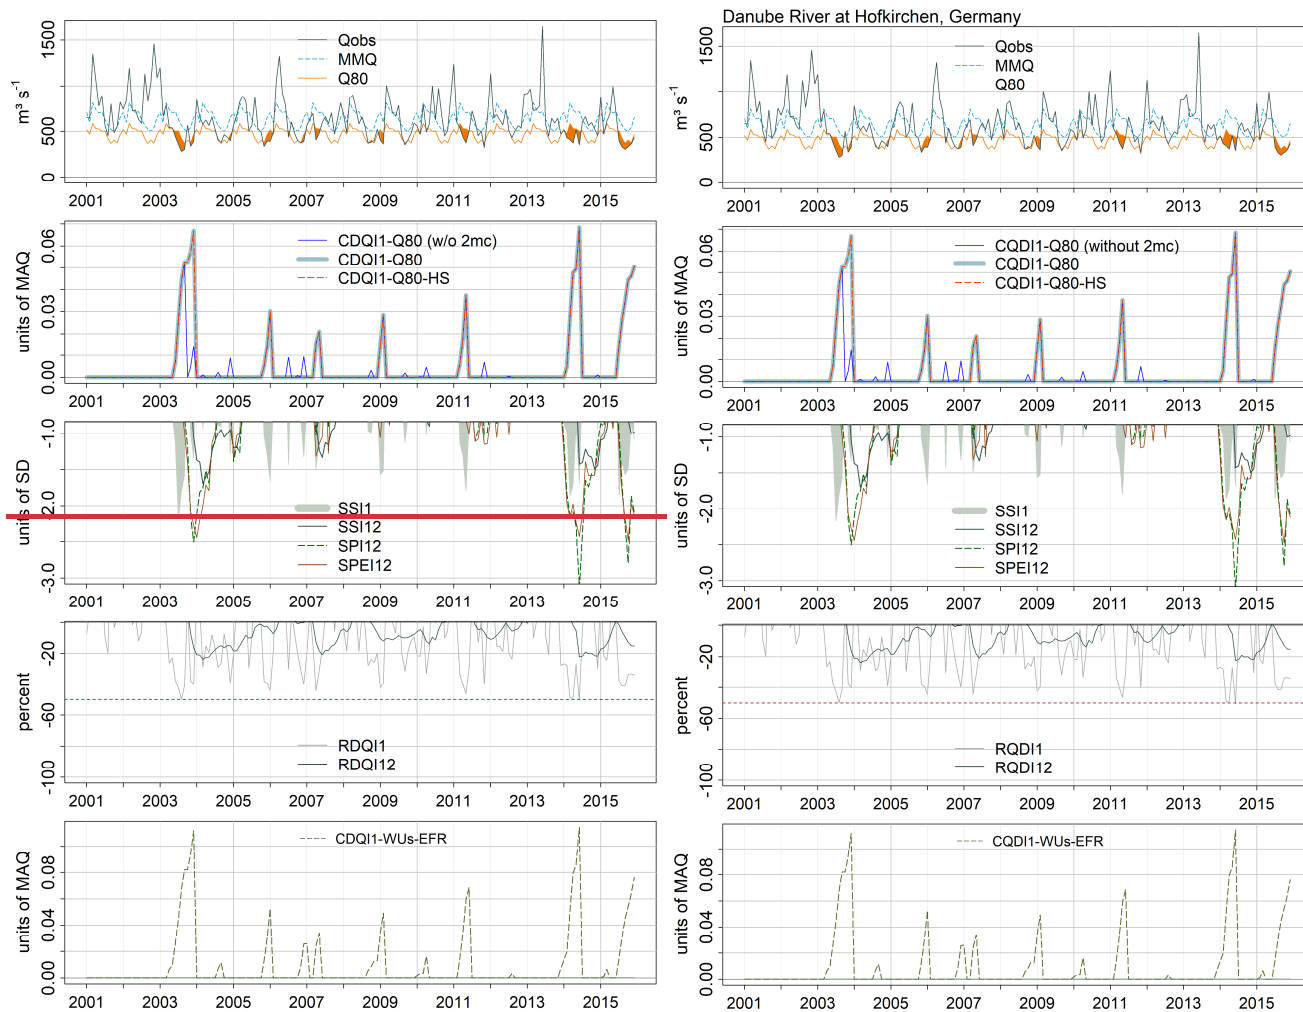 Danube River at Hofkirchen, Germany
m³ s⁻¹
1500
500
0
Qobs
MMQ
Q80
2001 2003 2005 2007 2009 2011 2013 2015
units of MAQ
0.06
0.03
0.00
CDQI1-Q80 (w/o 2mc)
CDQI1-Q80
CDQI1-Q80-HS
2001 2003 2005 2007 2009 2011 2013 2015
units of SD
-1.0
-2.0
-3.0
SSI1
SSI12
SPI12
SPEI12
2001 2003 2005 2007 2009 2011 2013 2015
percent
-20
-60
-100
RDQI1
RDQI12
2001 2003 2005 2007 2009 2011 2013 2015
units of MAQ
0.08
0.04
0.00
CDQI1-WUs-EFR
2001 2003 2005 2007 2009 2011 2013 2015
m³ s⁻¹
1500
500
0
Qobs
MMQ
Q80
2001 2003 2005 2007 2009 2011 2013 2015
units of MAQ
0.06
0.03
0.00
CQDI1-Q80 (without 2mc)
CQDI1-Q80
CQDI1-Q80-HS
2001 2003 2005 2007 2009 2011 2013 2015
units of SD
-1.0
-2.0
-3.0
SSI1
SSI12
SPI12
SPEI12
2001 2003 2005 2007 2009 2011 2013 2015
percent
-20
-60
-100
RQDI1
RQDI12
2001 2003 2005 2007 2009 2011 2013 2015
units of MAQ
0.08
0.04
0.00
CQDI1-WUs-EFR
2001 2003 2005 2007 2009 2011 2013 2015